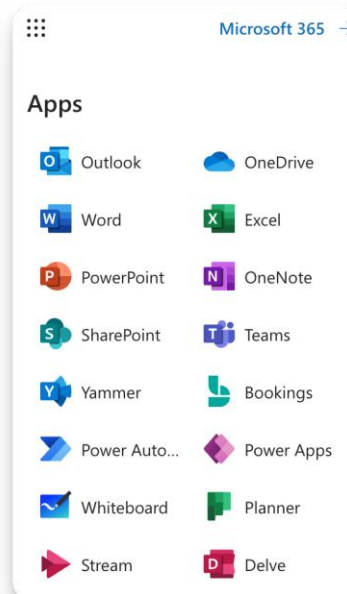 Microsoft 365 →
Apps
Outlook OneDrive
Word Excel
PowerPoint OneNote
SharePoint Teams
Yammer Bookings
Power Auto... Power Apps
Whiteboard Planner
Stream Delve